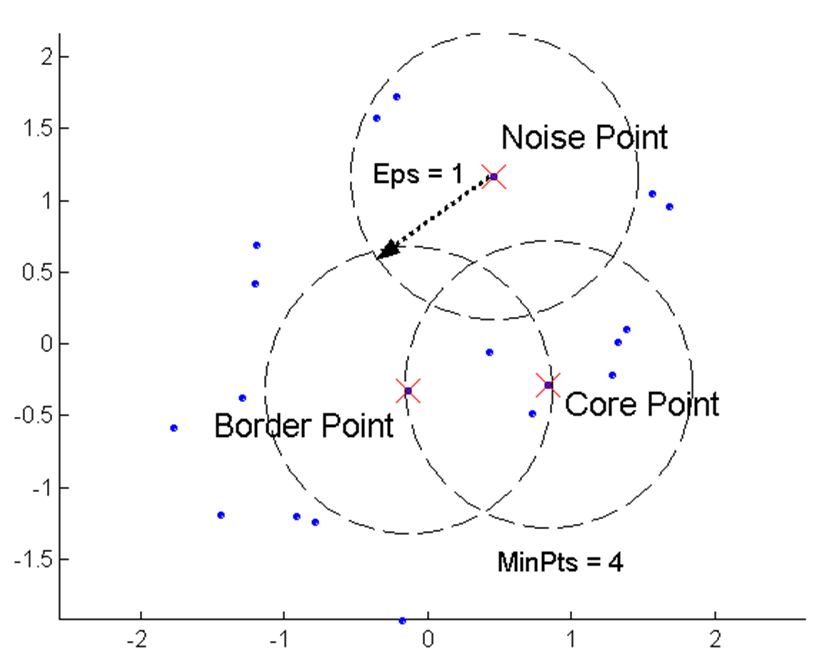 2
1.5
Noise Point
Eps = 1
1
0.5
0
-0.5
Core Point
Border Point
-1
-1.5
MinPts = 4
-2 -1 0 1 2